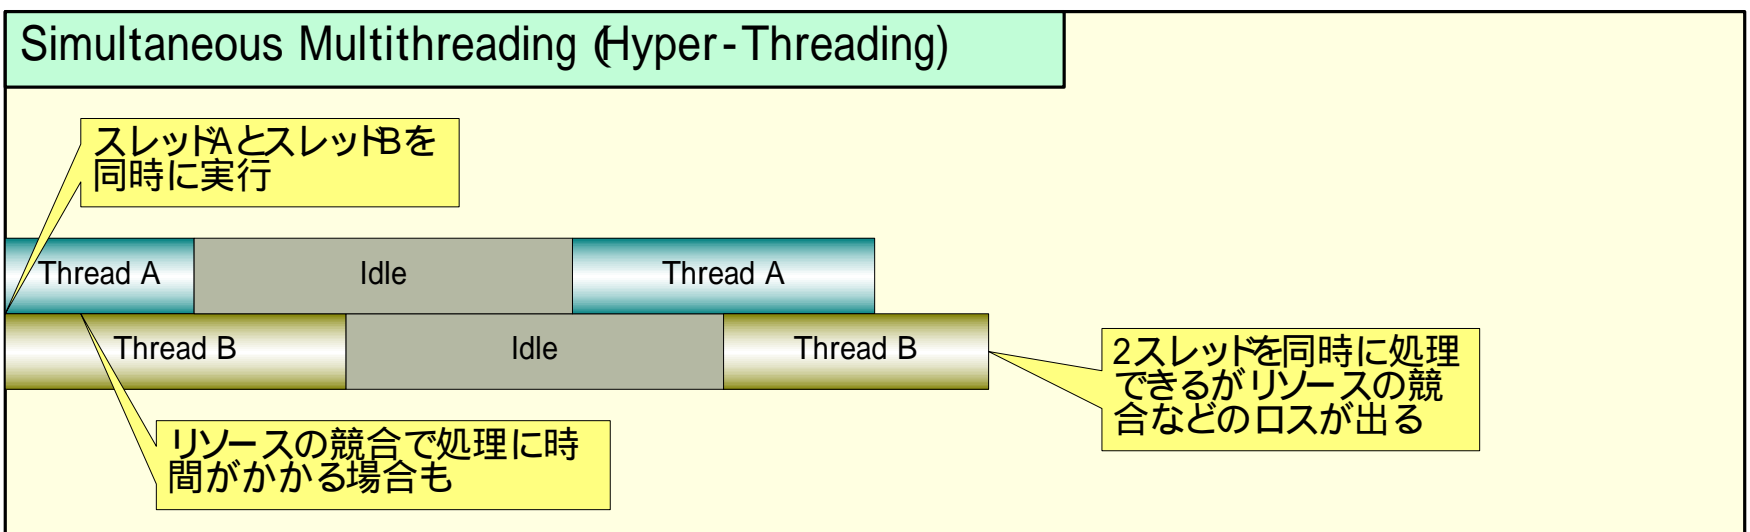 Simultaneous Multithreading (Hyper-Threading)
スレッドAとスレッドBを
同時に実行
Thread A
Idle
Thread A
Thread B
Idle
Thread B
2スレッドを同時に処理
できるがリソースの競
合などのロスが出る
リソースの競合で処理に時
間がかかる場合も